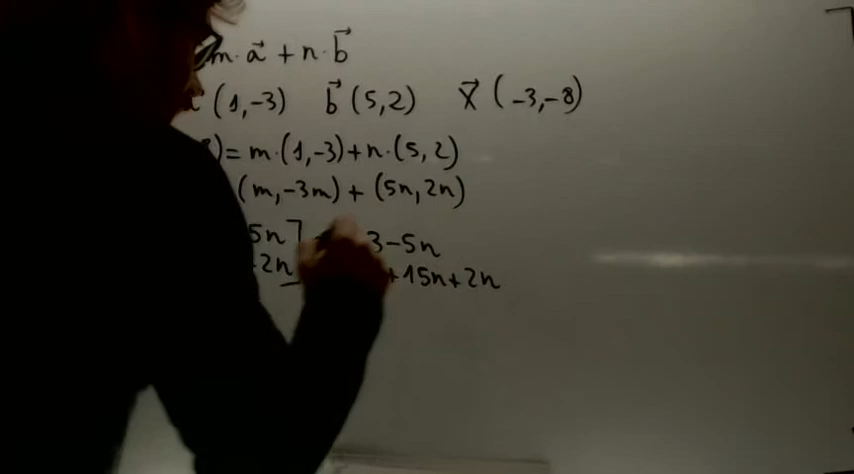 m·a⃗ + n·b⃗
(1,-3) b⃗ (5,2) x⃗ (-3,-8)
)= m·(1,-3)+n·(5,2)
(m,-3m) + (5n,2n)
5n 3-5n
2n +15n+2n